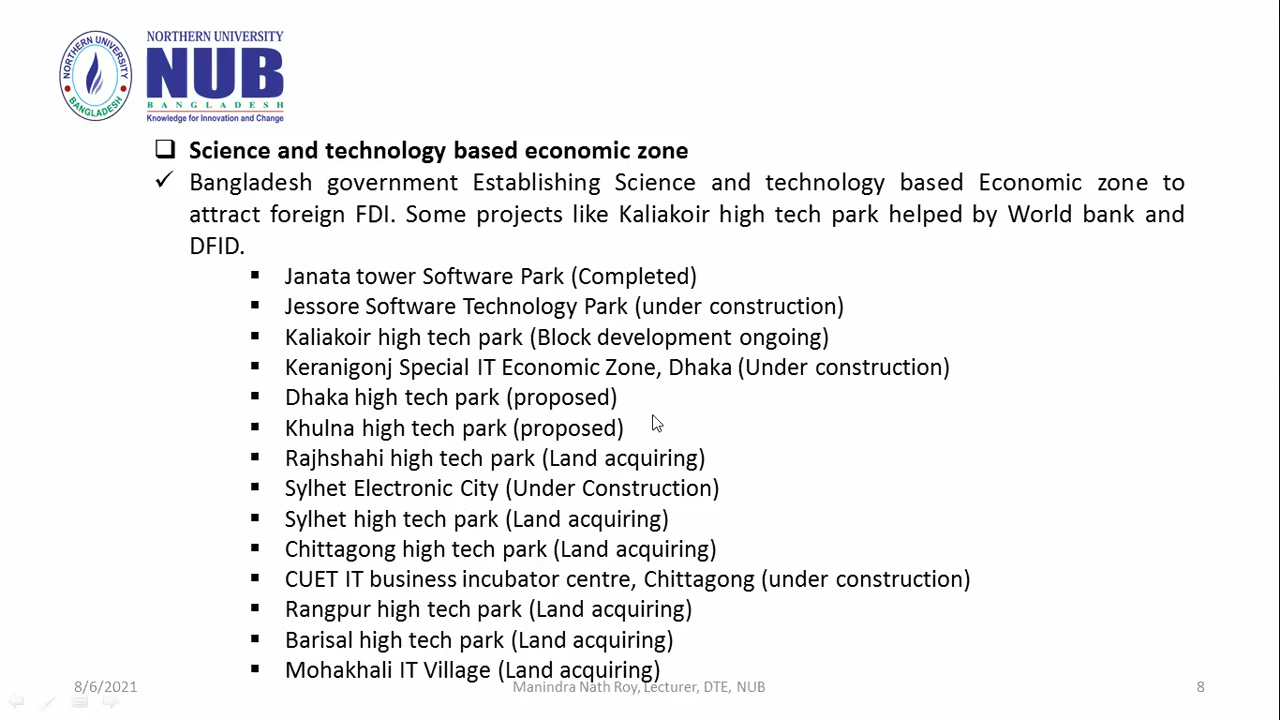 NORTHERN UNIVERSITY
BANGLADESH
NORTHERN UNIVERSITY
NUB
BANGLADESH
Knowledge for Innovation and Change
Science and technology based economic zone
Bangladesh government Establishing Science and technology based Economic zone to
attract foreign FDI. Some projects like Kaliakoir high tech park helped by World bank and
DFID.
Janata tower Software Park (Completed)
Jessore Software Technology Park (under construction)
Kaliakoir high tech park (Block development ongoing)
Keranigonj Special IT Economic Zone, Dhaka (Under construction)
Dhaka high tech park (proposed)
Khulna high tech park (proposed)
Rajhshahi high tech park (Land acquiring)
Sylhet Electronic City (Under Construction)
Sylhet high tech park (Land acquiring)
Chittagong high tech park (Land acquiring)
CUET IT business incubator centre, Chittagong (under construction)
Rangpur high tech park (Land acquiring)
Barisal high tech park (Land acquiring)
Mohakhali IT Village (Land acquiring)
8/6/2021
Manindra Nath Roy, Lecturer, DTE, NUB
8